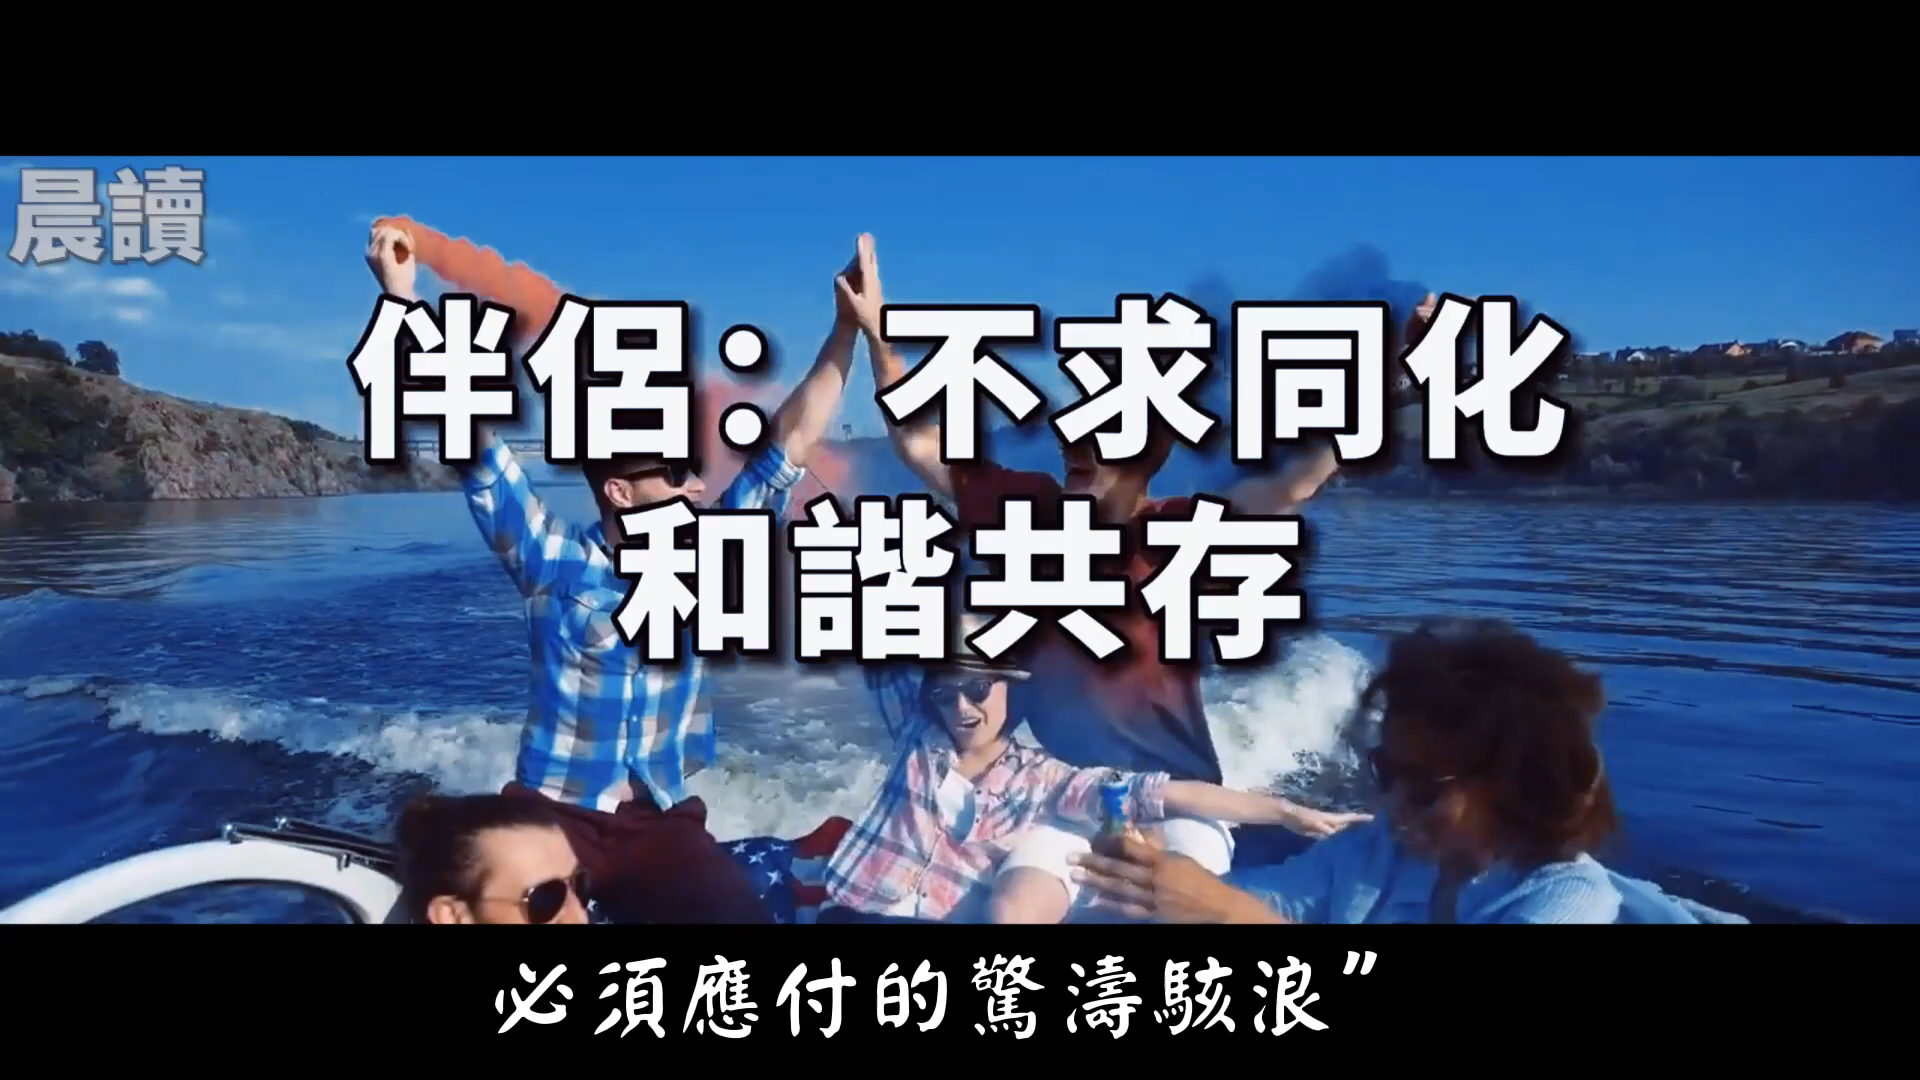 晨讀
伴侶：不求同化
和諧共存
必須應付的驚濤駭浪”